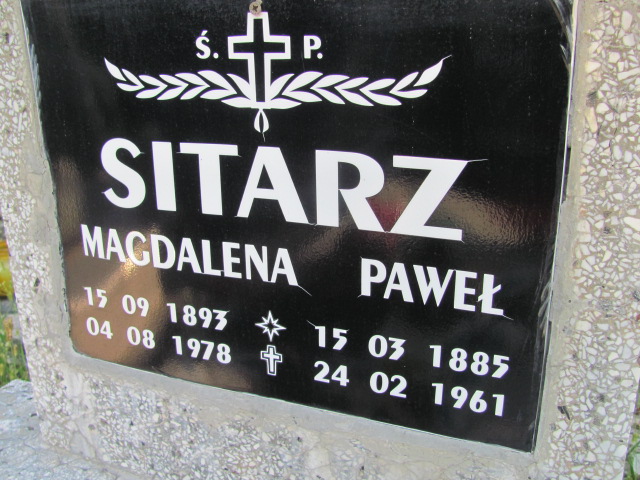 Ś. P.
SITARZ
MAGDALENA PAWEŁ
15 09 1893 15 03 1885
04 08 1978 24 02 1961